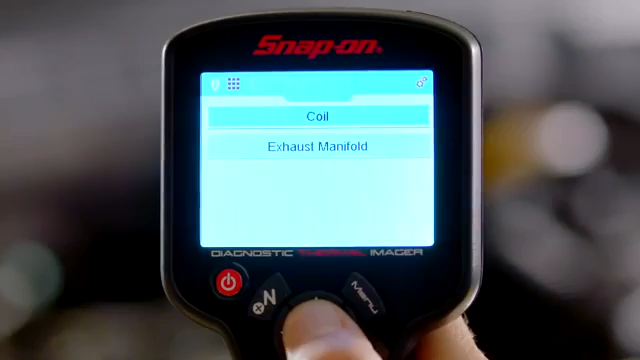 Snap-on
Coil
Exhaust Manifold
DIAGNOSTIC THERMAL IMAGER
N
Menu